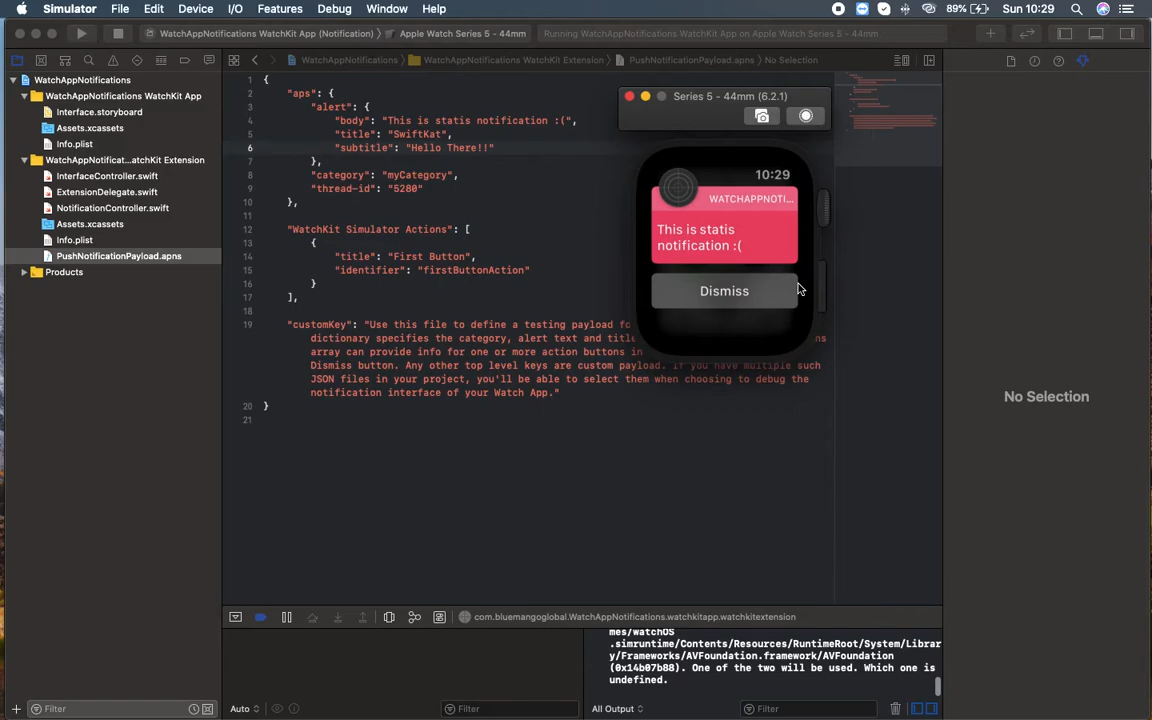 Simulator File Edit Device I/O Features Debug Window Help 89% Sun 10:29
WatchAppNotifications WatchKit App (Notification) Apple Watch Series 5 - 44mm Running WatchAppNotifications WatchKit App on Apple Watch Series 5 - 44mm
WatchAppNotifications WatchAppNotifications WatchKit Extension PushNotificationPayload.apns No Selection
WatchAppNotifications
WatchAppNotifications WatchKit App
Interface.storyboard
Assets.xcassets
Info.plist
WatchAppNotificat...atchKit Extension
InterfaceController.swift
ExtensionDelegate.swift
NotificationController.swift
Assets.xcassets
Info.plist
PushNotificationPayload.apns
Products
1 {
2 "aps": {
3 "alert": {
4 "body": "This is statis notification :(",
5 "title": "SwiftKat",
6 "subtitle": "Hello There!!"
7 },
8 "category": "myCategory",
9 "thread-id": "5280"
10 },
11
12 "WatchKit Simulator Actions": [
13 {
14 "title": "First Button",
15 "identifier": "firstButtonAction"
16 }
17 ],
18
19 "customKey": "Use this file to define a testing payload fo
dictionary specifies the category, alert text and title
array can provide info for one or more action buttons in
Dismiss button. Any other top level keys are custom payload. If you have multiple such
JSON files in your project, you'll be able to select them when choosing to debug the
notification interface of your Watch App."
20 }
21
Series 5 - 44mm (6.2.1)
10:29
WATCHAPPNOTI...
This is statis
notification :(
Dismiss
No Selection
com.bluemangoglobal.WatchAppNotifications.watchkitapp.watchkitextension
mes/watchOS
.simruntime/Contents/Resources/RuntimeRoot/System/Librar
y/Frameworks/AVFoundation.framework/AVFoundation
(0x14b07b88). One of the two will be used. Which one is
undefined.
Filter Auto Filter All Output Filter